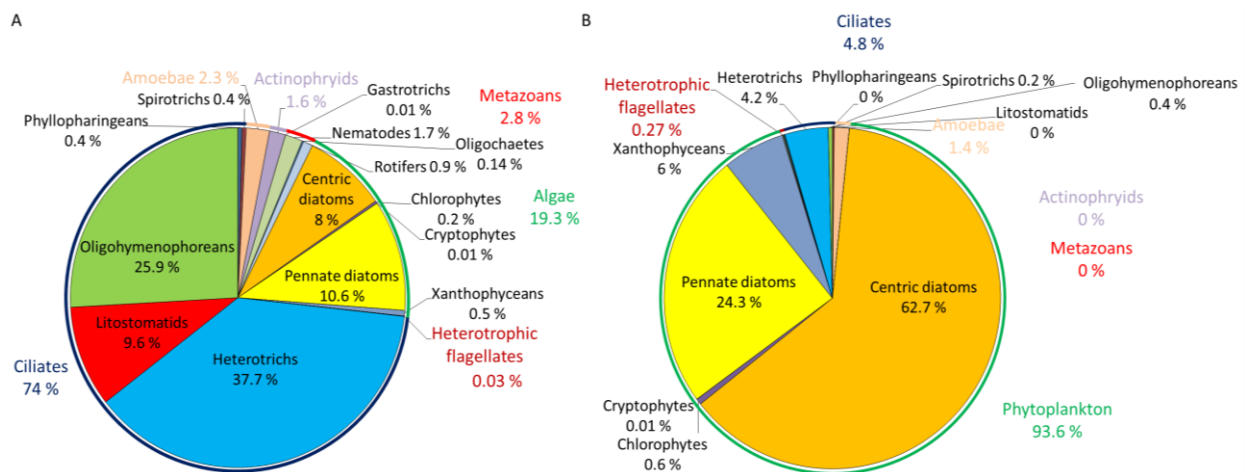 A
Amoebae 2.3 %
Spirotrichs 0.4 %
Phyllopharingeans
0.4 %
Actinophryids
1.6 %
Gastrotrichs
0.01 %
Metazoans
2.8 %
Nematodes 1.7 %
Oligochaetes
0.14 %
Rotifers 0.9 %
Centric
diatoms
8 %
Chlorophytes
0.2 %
Algae
19.3 %
Cryptophytes
0.01 %
Pennate diatoms
10.6 %
Xanthophyceans
0.5 %
Heterotrophic
flagellates
0.03 %
Oligohymenophoreans
25.9 %
Litostomatids
9.6 %
Heterotrichs
37.7 %
Ciliates
74 %
B
Ciliates
4.8 %
Heterotrophic
flagellates
0.27 %
Heterotrichs
4.2 %
Phyllopharingeans
0 %
Spirotrichs 0.2 %
Oligohymenophoreans
0.4 %
Litostomatids
0 %
Amoebae
1.4 %
Xanthophyceans
6 %
Actinophryids
0 %
Metazoans
0 %
Pennate diatoms
24.3 %
Centric diatoms
62.7 %
Cryptophytes
0.01 %
Chlorophytes
0.6 %
Phytoplankton
93.6 %